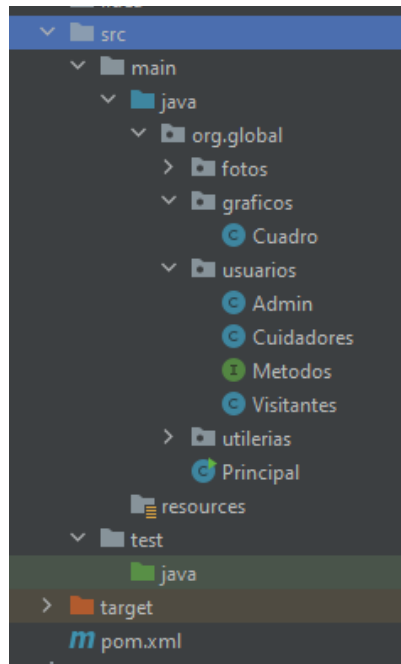 src
main
java
org.global
fotos
graficos
C Cuadro
usuarios
C Admin
C Cuidadores
I Metodos
C Visitantes
utilerias
C Principal
resources
test
java
target
m pom.xml